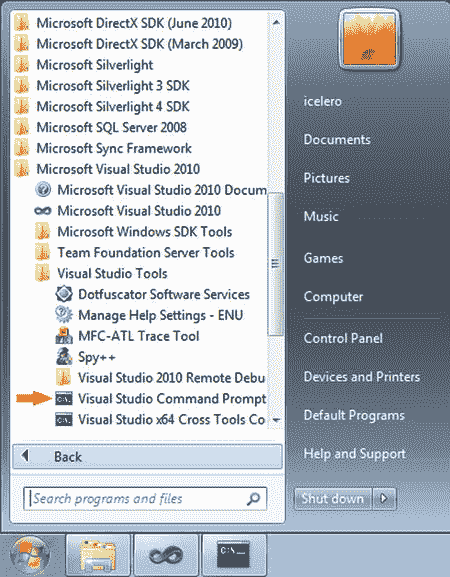 Microsoft DirectX SDK (June 2010)
Microsoft DirectX SDK (March 2009)
Microsoft Silverlight
Microsoft Silverlight 3 SDK
Microsoft Silverlight 4 SDK
Microsoft SQL Server 2008
Microsoft Sync Framework
Microsoft Visual Studio 2010
Microsoft Visual Studio 2010 Docum
Microsoft Visual Studio 2010
Microsoft Windows SDK Tools
Team Foundation Server Tools
Visual Studio Tools
Dotfuscator Software Services
Manage Help Settings - ENU
MFC-ATL Trace Tool
Spy++
Visual Studio 2010 Remote Debu
Visual Studio Command Prompt
Visual Studio x64 Cross Tools Co
Back
Search programs and files
icelero
Documents
Pictures
Music
Games
Computer
Control Panel
Devices and Printers
Default Programs
Help and Support
Shut down